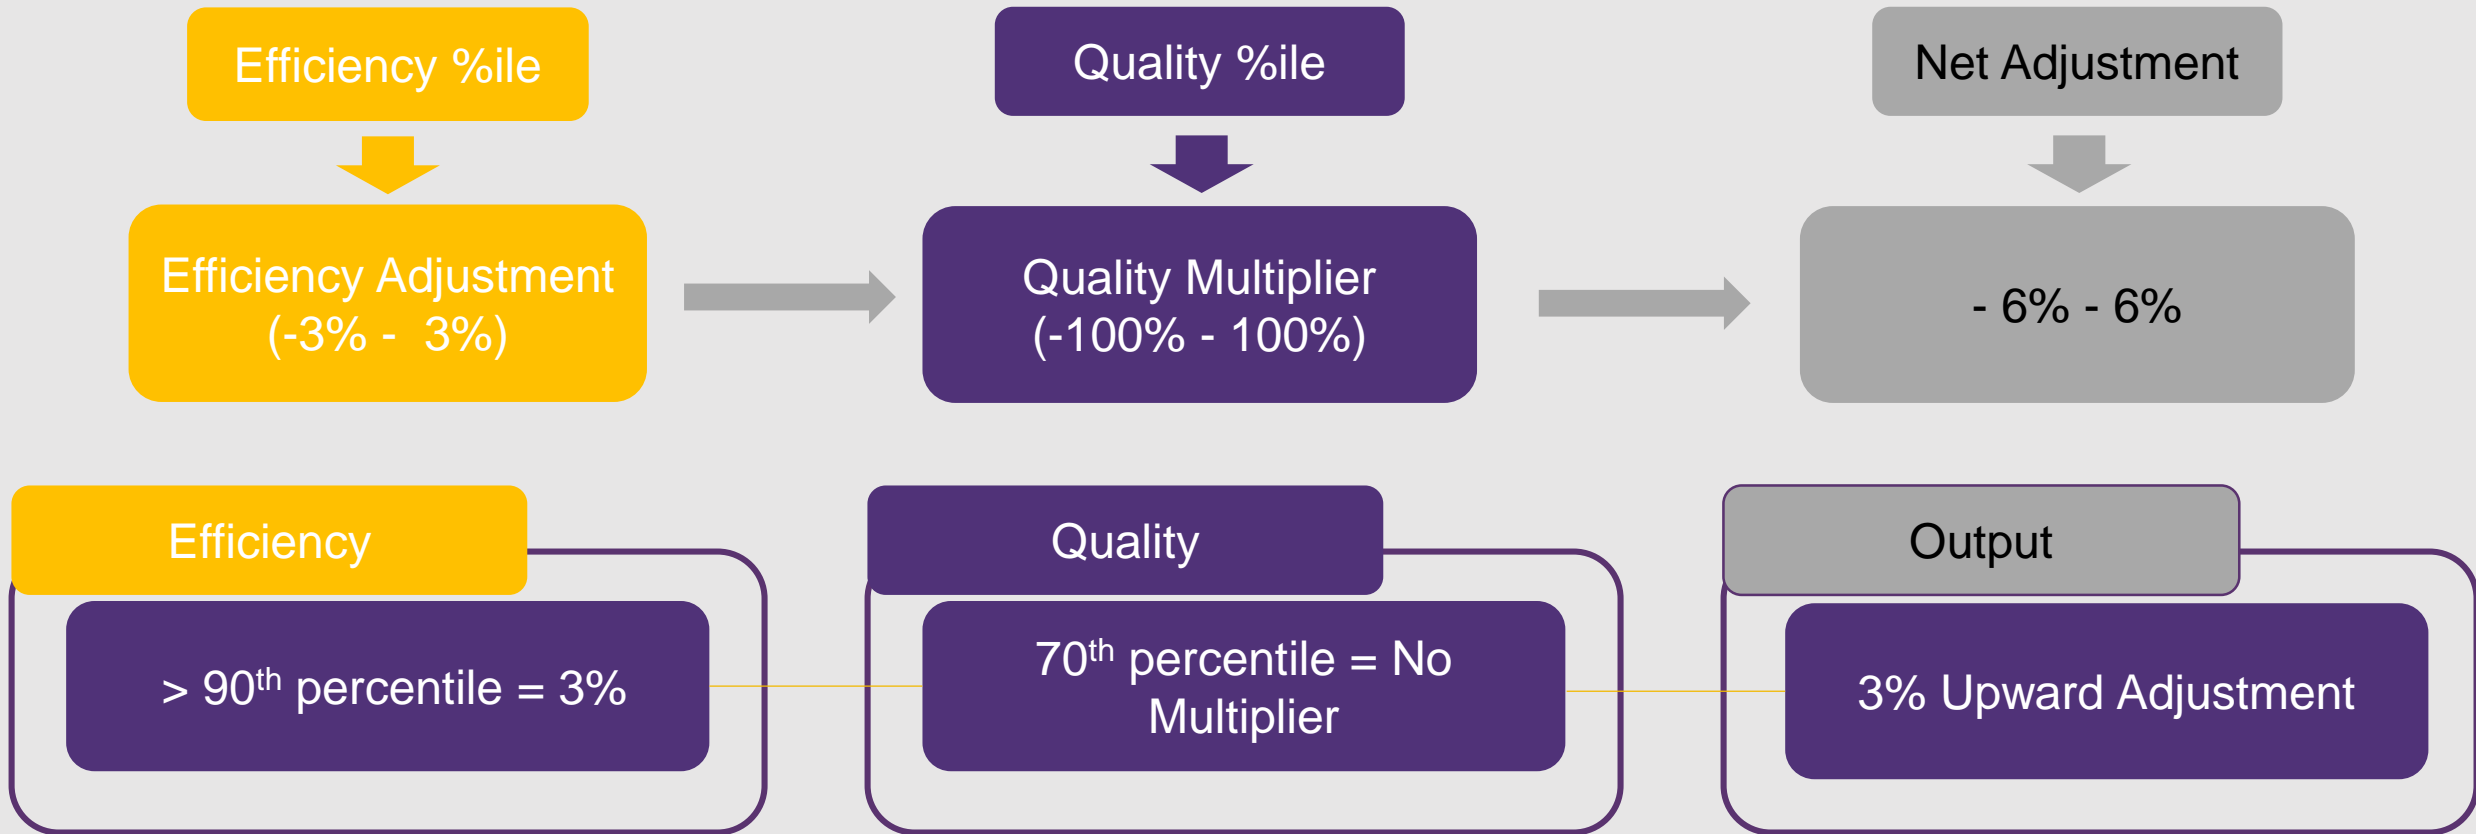 Efficiency %ile
Quality %ile
Net Adjustment
Efficiency Adjustment
(-3% - 3%)
Quality Multiplier
(-100% - 100%)
- 6% - 6%
Efficiency
Quality
Output
> 90th percentile = 3%
70th percentile = No
Multiplier
3% Upward Adjustment